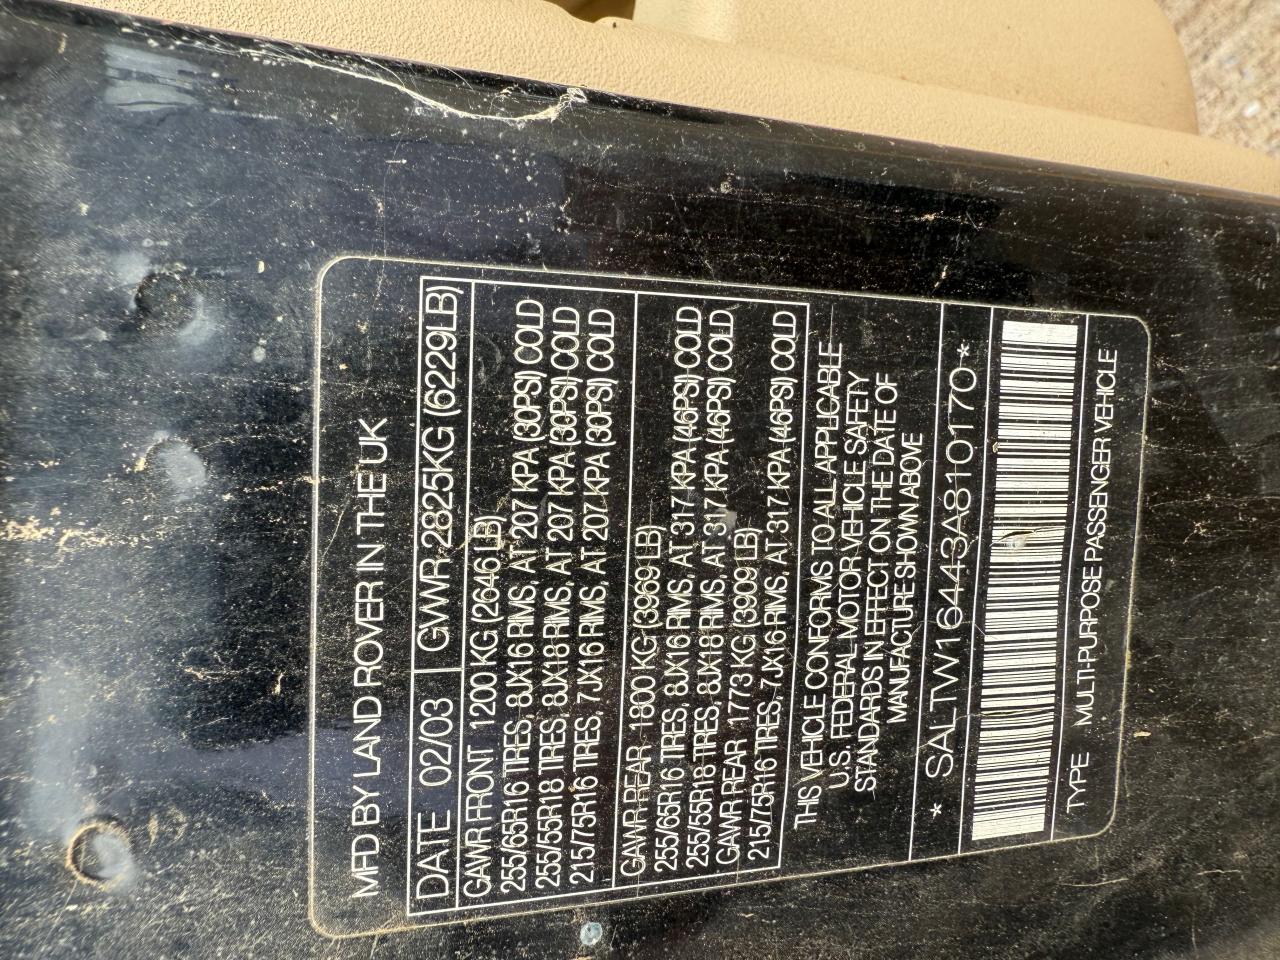 MFD BY LAND ROVER IN THE UK
DATE 02/03 GWWR 2825KG (6229LB)
GAWR FRONT 1200 KG (2646 LB)
255/65R16 TIRES, 8JX16 RIMS, AT 207 KPA (30PSI) COLD
255/55R18 TIRES, 8JX18 RIMS, AT 207 KPA (30PSI) COLD
215/75R16 TIRES, 7JX16 RIMS, AT 207 KPA (30PSI) COLD
GAWR REAR 1800 KG (3969 LB)
255/65R16 TIRES, 8JX16 RIMS, AT 317 KPA (46PSI) COLD
255/55R18 TIRES, 8JX18 RIMS, AT 317 KPA (46PSI) COLD
GAWR REAR 1773 KG (3909 LB)
215/75R116 TIRES, 7JX16 RIMS, AT 317 KPA (46PSI) COLD
THIS VEHICLE CONFORMS TO ALL APPLICABLE
U.S. FEDERAL MOTOR VEHICLE SAFETY
STANDARDS IN EFFECT ON THE DATE OF
MANUFACTURE SHOWN ABOVE
* SALTW16443A810170*
TYPE MULTI-PURPOSE PASSENGER VEHICLE